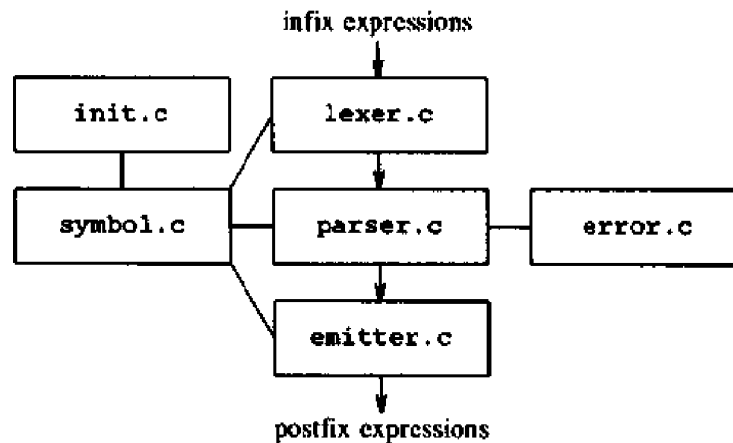 infix expressions
init.c
lexer.c
symbol.c
parser.c
error.c
emitter.c
postfix expressions